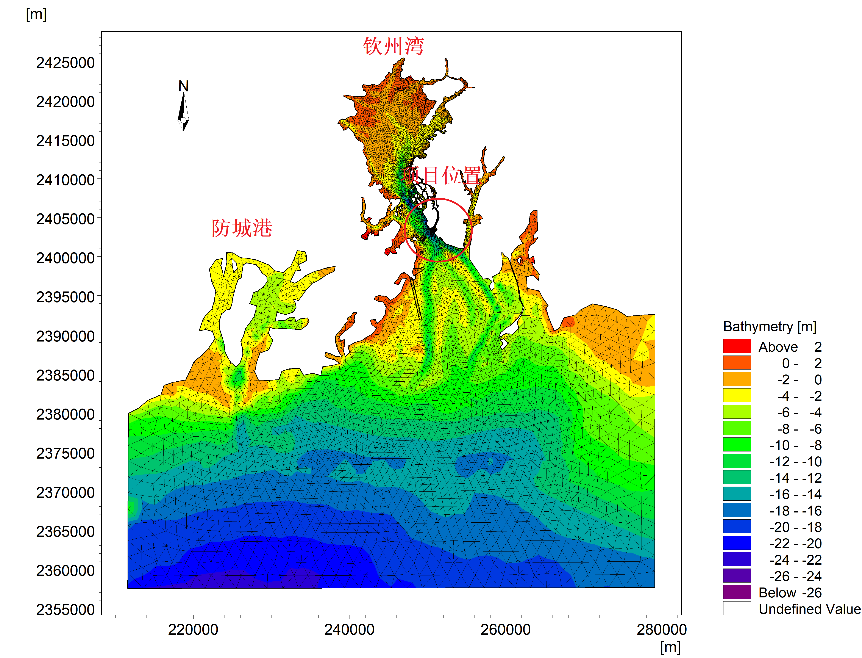 [m]
钦州湾
2425000
2420000
N
2415000
2410000
项目位置
2405000
防城港
2400000
2395000
2390000
2385000
2380000
2375000
2370000
2365000
2360000
2355000
220000
240000
260000
280000
[m]
Bathymetry [m]
Above 2
0 - 2
-2 - 0
-4 - -2
-6 - -4
-8 - -6
-10 - -8
-12 - -10
-14 - -12
-16 - -14
-18 - -16
-20 - -18
-22 - -20
-24 - -22
-26 - -24
Below -26
Undefined Value